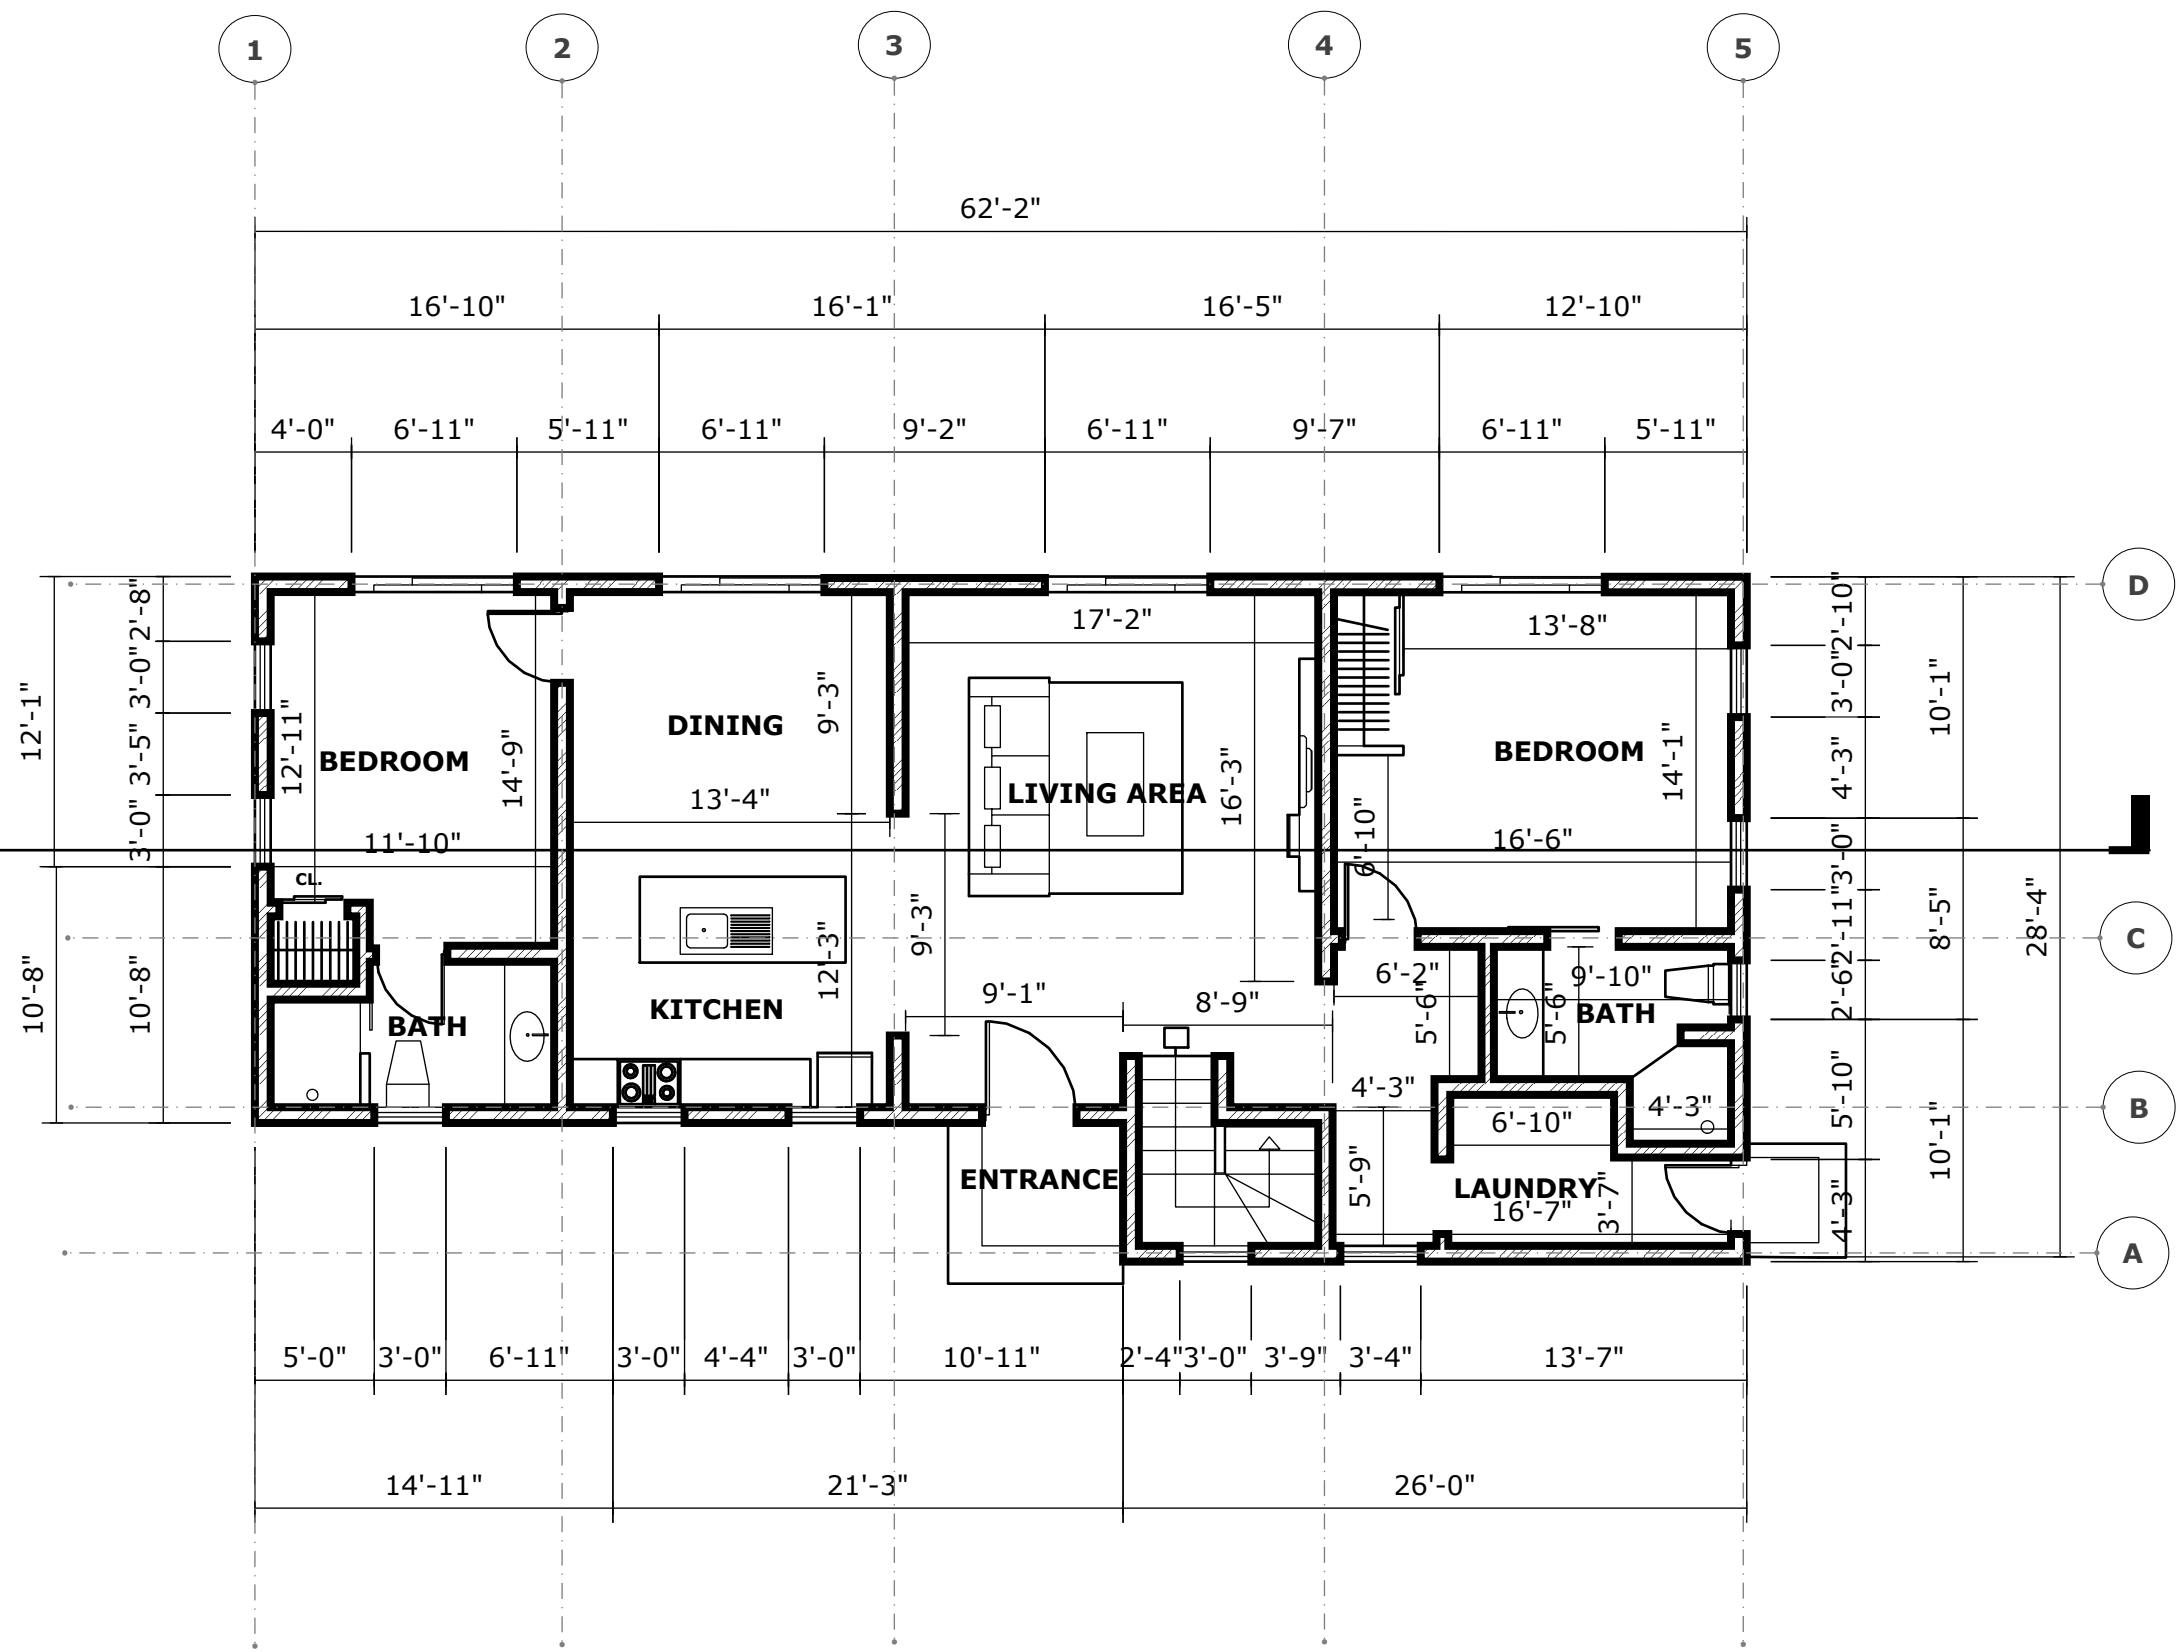 1 2 3 4 5
62'-2"
16'-10" 16'-1" 16'-5" 12'-10"
4'-0" 6'-11" 5'-11" 6'-11" 9'-2" 6'-11" 9'-7" 6'-11" 5'-11"
D
C
B
A
12'-1"
10'-8"
2'-8"
3'-0"
3'-5"
3'-0"
10'-8"
BEDROOM
12'-11"
14'-9"
11'-10"
CL.
BATH
DINING
9'-3"
13'-4"
KITCHEN
12'-3"
9'-3"
17'-2"
LIVING AREA
16'-3"
9'-1"
8'-9"
ENTRANCE
13'-8"
BEDROOM
14'-1"
16'-6"
6'-10"
6'-2"
5'-6"
9'-10"
5'-6"
BATH
4'-3"
4'-3"
6'-10"
5'-9"
LAUNDRY
16'-7"
3'-7"
2'-10"
3'-0"
4'-3"
3'-0"
2'-11"
2'-6"
5'-10"
4'-3"
10'-1"
8'-5"
10'-1"
28'-4"
5'-0" 3'-0" 6'-11" 3'-0" 4'-4" 3'-0" 10'-11" 2'-4" 3'-0" 3'-9" 3'-4" 13'-7"
14'-11" 21'-3" 26'-0"